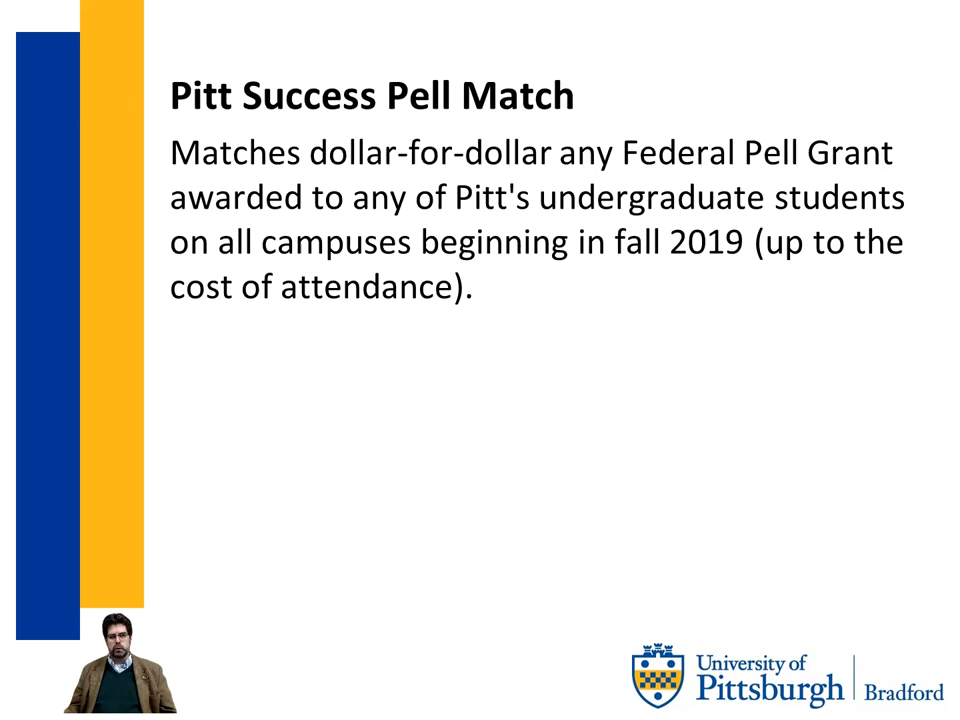 Pitt Success Pell Match
Matches dollar-for-dollar any Federal Pell Grant
awarded to any of Pitt's undergraduate students
on all campuses beginning in fall 2019 (up to the
cost of attendance).
University of
Pittsburgh
Bradford